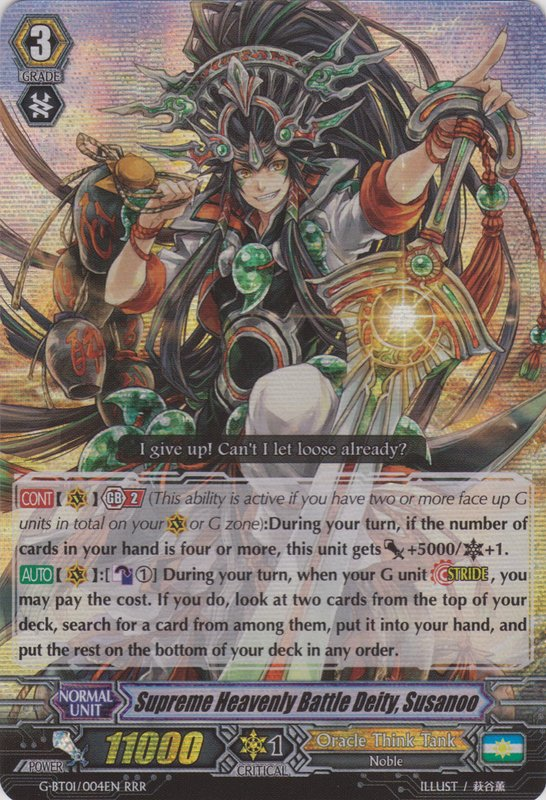 3
GRADE
I give up! Can't I let loose already?
CONT【 】GB 2 (This ability is active if you have two or more face up G
units in total on your or G zone):During your turn, if the number of
cards in your hand is four or more, this unit gets +5000/ +1.
AUTO【 】:[ ①] During your turn, when your G unit STRIDE , you
may pay the cost. If you do, look at two cards from the top of your
deck, search for a card from among them, put it into your hand, and
put the rest on the bottom of your deck in any order.
NORMAL
UNIT
Supreme Heavenly Battle Deity, Susanoo
POWER
11000
1
CRITICAL
Oracle Think Tank
Noble
G-BT01/004EN RRR
ILLUST / 萩谷薫